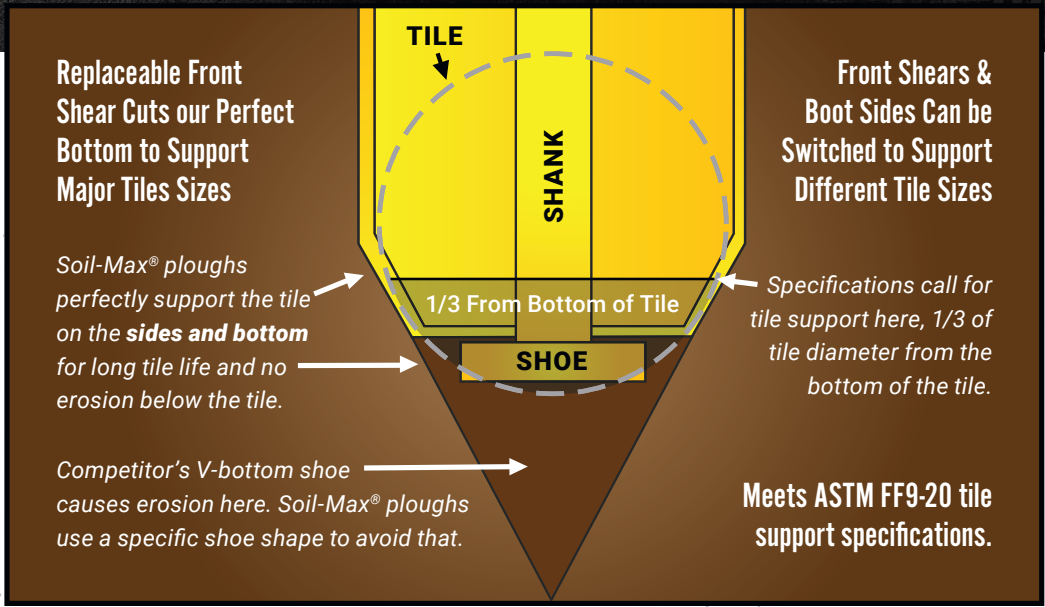 Replaceable Front
Shear Cuts our Perfect
Bottom to Support
Major Tiles Sizes
TILE
SHANK
Front Shears &
Boot Sides Can be
Switched to Support
Different Tile Sizes
Soil-Max® ploughs
perfectly support the tile
on the sides and bottom
for long tile life and no
erosion below the tile.
1/3 From Bottom of Tile
SHOE
Specifications call for
tile support here, 1/3 of
tile diameter from the
bottom of the tile.
Competitor's V-bottom shoe
causes erosion here. Soil-Max® ploughs
use a specific shoe shape to avoid that.
Meets ASTM FF9-20 tile
support specifications.